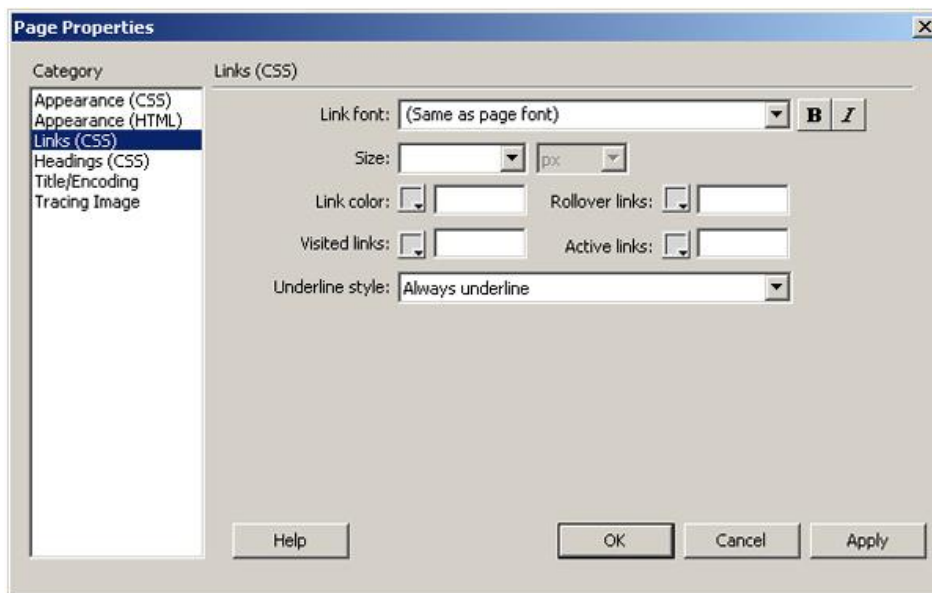 Page Properties
Category
Appearance (CSS)
Appearance (HTML)
Links (CSS)
Headings (CSS)
Title/Encoding
Tracing Image
Links (CSS)
Link font: (Same as page font) B I
Size: px
Link color: Rollover links:
Visited links: Active links:
Underline style: Always underline
Help OK Cancel Apply